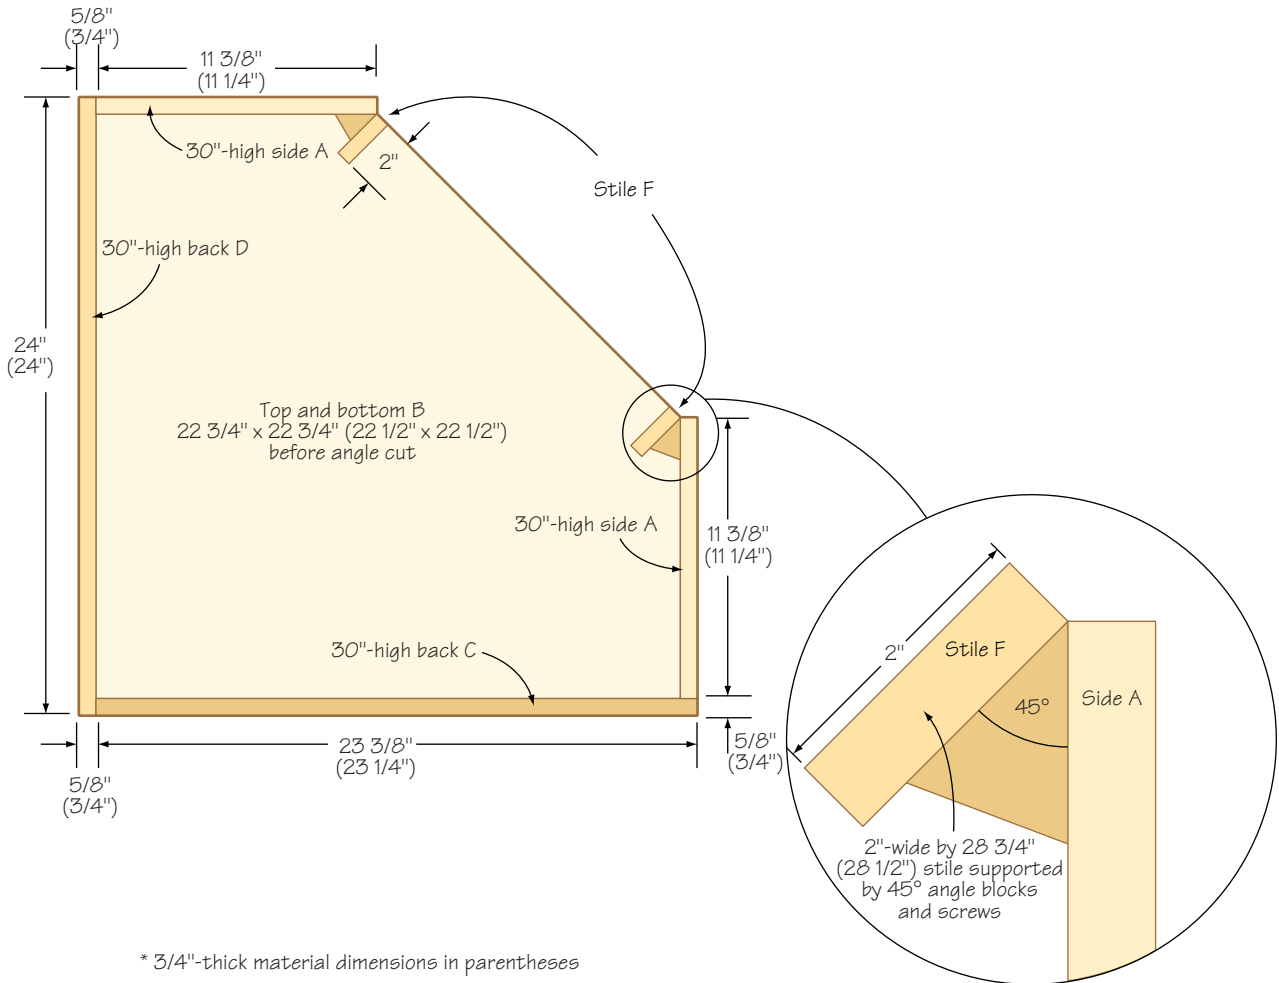 5/8"
(3/4")
11 3/8"
(11 1/4")
30"-high side A
2"
Stile F
30"-high back D
24"
(24")
Top and bottom B
22 3/4" x 22 3/4" (22 1/2" x 22 1/2")
before angle cut
30"-high side A
11 3/8"
(11 1/4")
30"-high back C
23 3/8"
(23 1/4")
5/8"
(3/4")
5/8"
(3/4")
2"
Stile F
45°
Side A
2"-wide by 28 3/4"
(28 1/2") stile supported
by 45° angle blocks
and screws
* 3/4"-thick material dimensions in parentheses